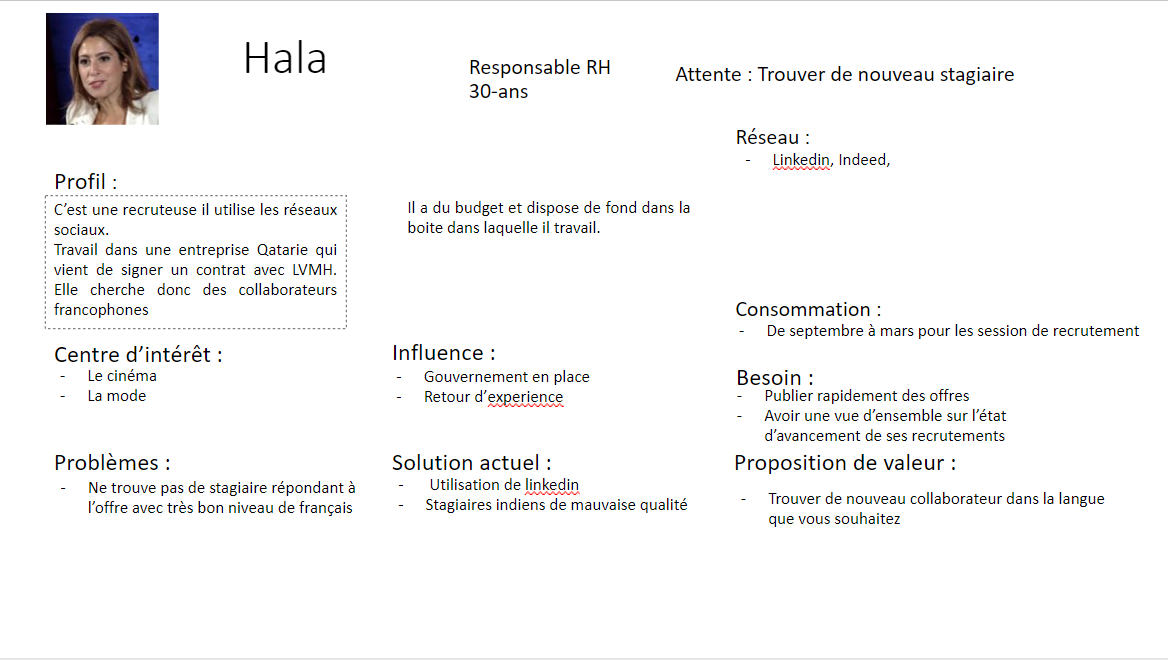 Hala
Responsable RH
30-ans
Attente : Trouver de nouveau stagiaire
Réseau :
- Linkedin, Indeed,
Profil :
C’est une recruteuse il utilise les réseaux
sociaux.
Travail dans une entreprise Qatarie qui
vient de signer un contrat avec LVMH.
Elle cherche donc des collaborateurs
francophones
Il a du budget et dispose de fond dans la
boite dans laquelle il travail.
Consommation :
- De septembre à mars pour les session de recrutement
Centre d’intérêt :
- Le cinéma
- La mode
Influence :
- Gouvernement en place
- Retour d’experience
Besoin :
- Publier rapidement des offres
- Avoir une vue d’ensemble sur l’état
d’avancement de ses recrutements
Problèmes :
- Ne trouve pas de stagiaire répondant à
l’offre avec très bon niveau de français
Solution actuel :
- Utilisation de linkedin
- Stagiaires indiens de mauvaise qualité
Proposition de valeur :
- Trouver de nouveau collaborateur dans la langue
que vous souhaitez